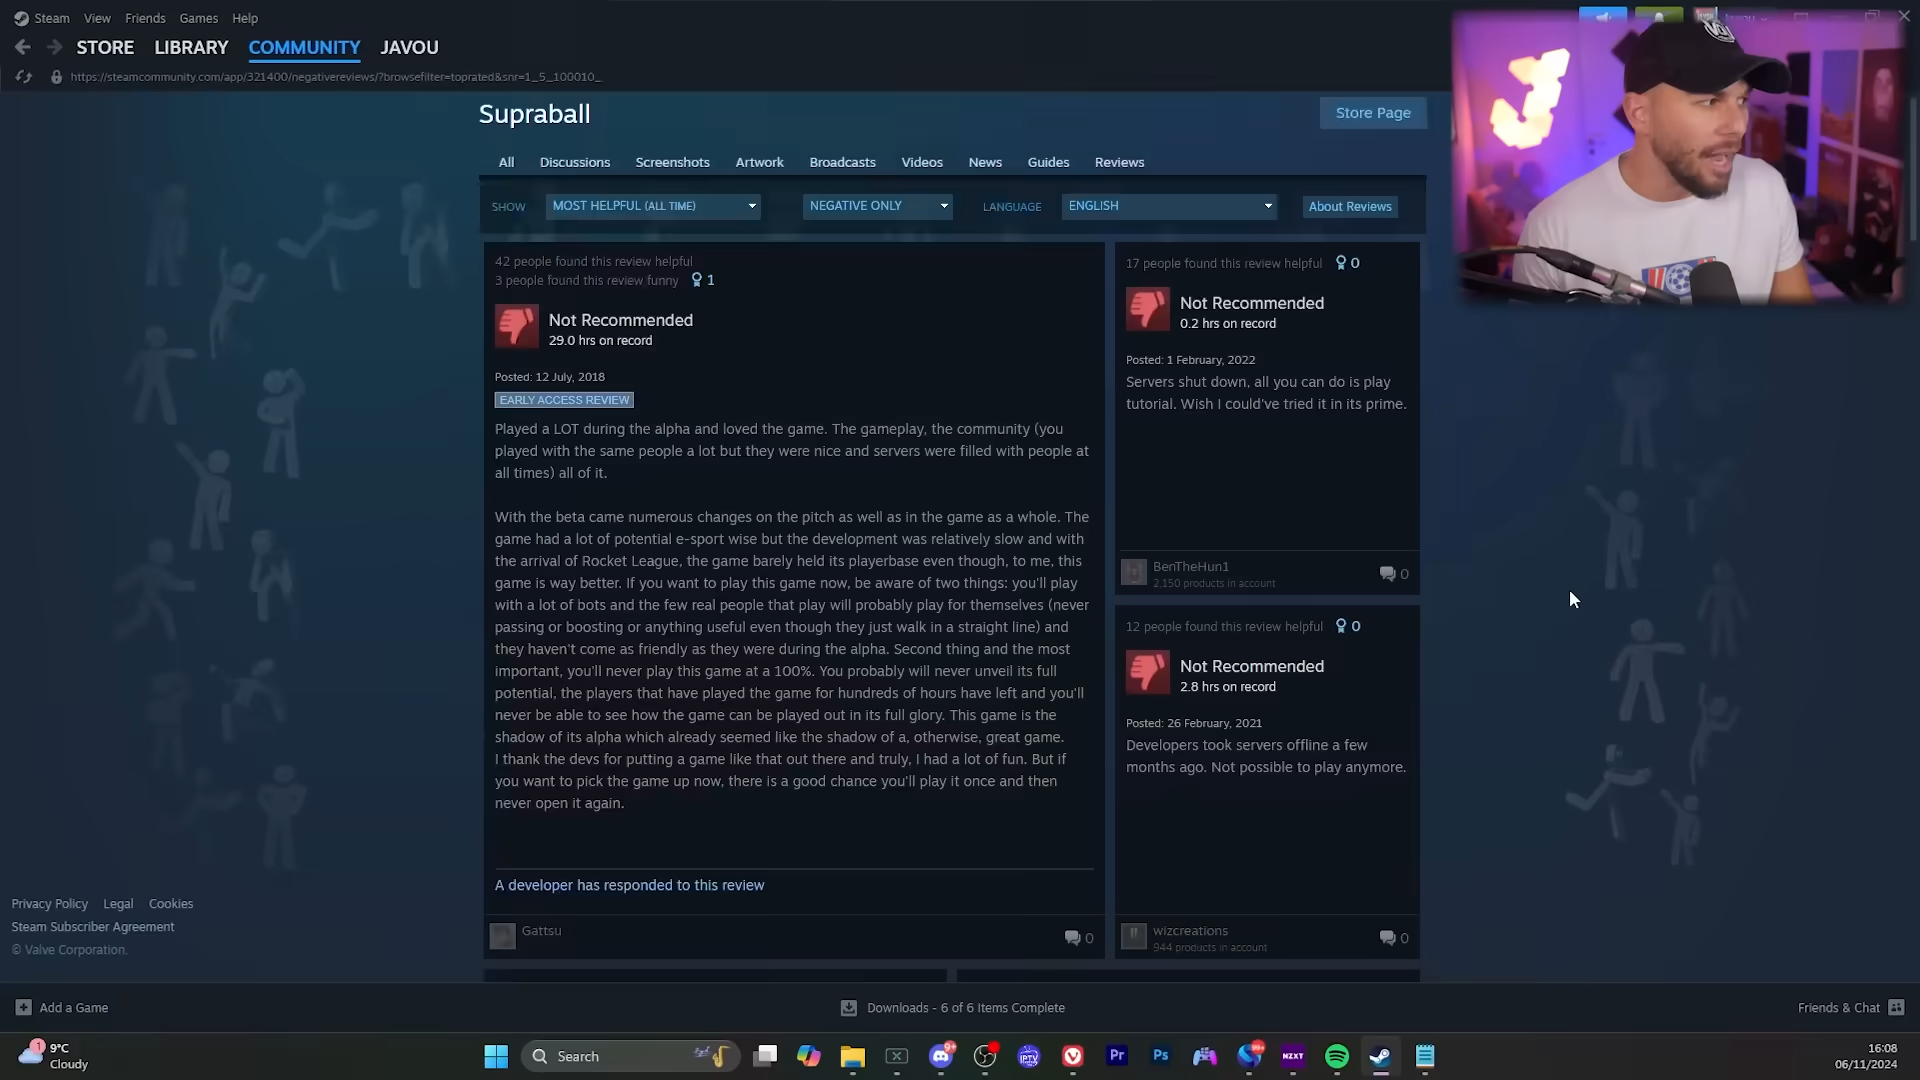 Steam View Friends Games Help
STORE LIBRARY COMMUNITY JAVOU
https://steamcommunity.com/app/321400/negativereviews/?browsefilter=toprated&snr=1_5_100010_
Supraball
Store Page
All Discussions Screenshots Artwork Broadcasts Videos News Guides Reviews
SHOW MOST HELPFUL (ALL TIME) NEGATIVE ONLY LANGUAGE ENGLISH About Reviews
42 people found this review helpful
3 people found this review funny 1
Not Recommended
29.0 hrs on record
Posted: 12 July, 2018
EARLY ACCESS REVIEW
Played a LOT during the alpha and loved the game. The gameplay, the community (you
played with the same people a lot but they were nice and servers were filled with people at
all times) all of it.
With the beta came numerous changes on the pitch as well as in the game as a whole. The
game had a lot of potential e-sport wise but the development was relatively slow and with
the arrival of Rocket League, the game barely held its playerbase even though, to me, this
game is way better. If you want to play this game now, be aware of two things: you'll play
with a lot of bots and the few real people that play will probably play for themselves (never
passing or boosting or anything useful even though they just walk in a straight line) and
they haven't come as friendly as they were during the alpha. Second thing and the most
important, you'll never play this game at a 100%. You probably will never unveil its full
potential, the players that have played the game for hundreds of hours have left and you'll
never be able to see how the game can be played out in its full glory. This game is the
shadow of its alpha which already seemed like the shadow of a, otherwise, great game.
I thank the devs for putting a game like that out there and truly, I had a lot of fun. But if
you want to pick the game up now, there is a good chance you'll play it once and then
never open it again.
A developer has responded to this review
Gattsu
0
17 people found this review helpful 0
Not Recommended
0.2 hrs on record
Posted: 1 February, 2022
Servers shut down, all you can do is play
tutorial. Wish I could've tried it in its prime.
BenTheHun1
2,150 products in account
0
12 people found this review helpful 0
Not Recommended
2.8 hrs on record
Posted: 26 February, 2021
Developers took servers offline a few
months ago. Not possible to play anymore.
wizcreations
944 products in account
0
Privacy Policy Legal Cookies
Steam Subscriber Agreement
© Valve Corporation.
Add a Game
Downloads - 6 of 6 Items Complete
Friends & Chat
1
9°C
Cloudy
Search
9+
IPTV
Pr
Ps
99+
NZXT
16:08
06/11/2024